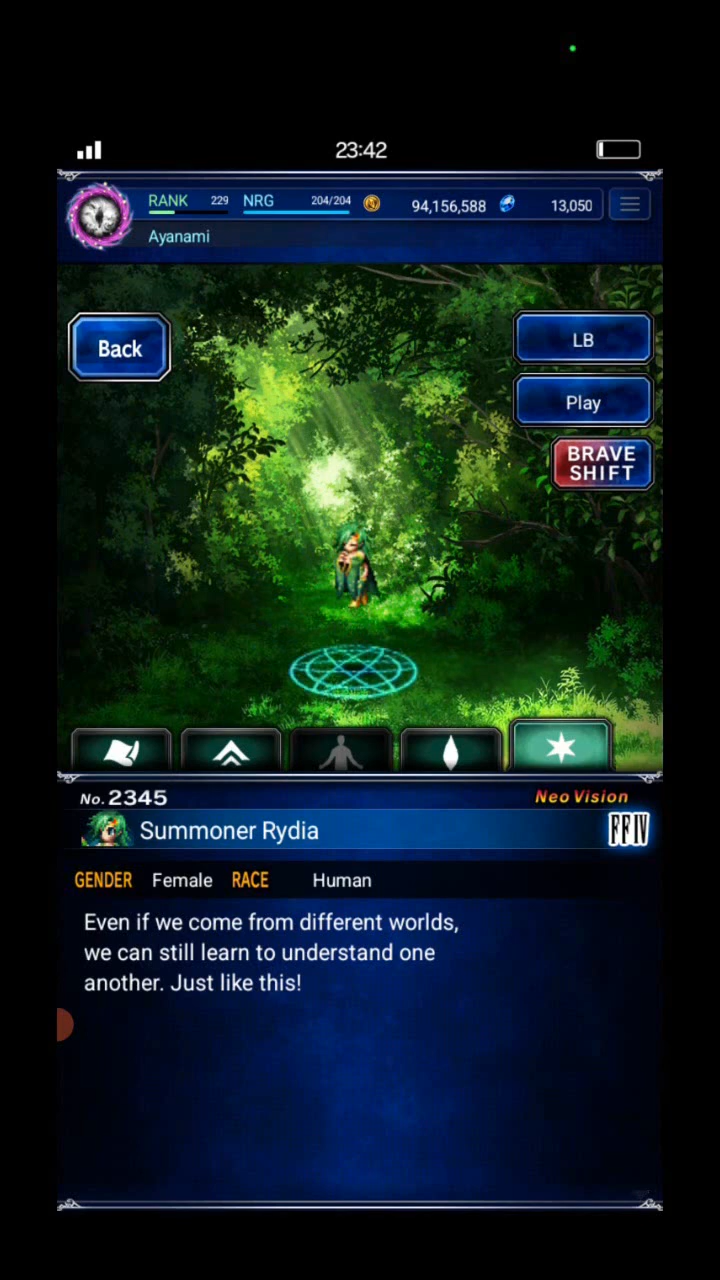 23:42
RANK 229 NRG 204/204 94,156,588 13,050
Ayanami
Back
LB
Play
BRAVE
SHIFT
No. 2345 Neo Vision
Summoner Rydia FFIV
GENDER Female RACE Human
Even if we come from different worlds,
we can still learn to understand one
another. Just like this!